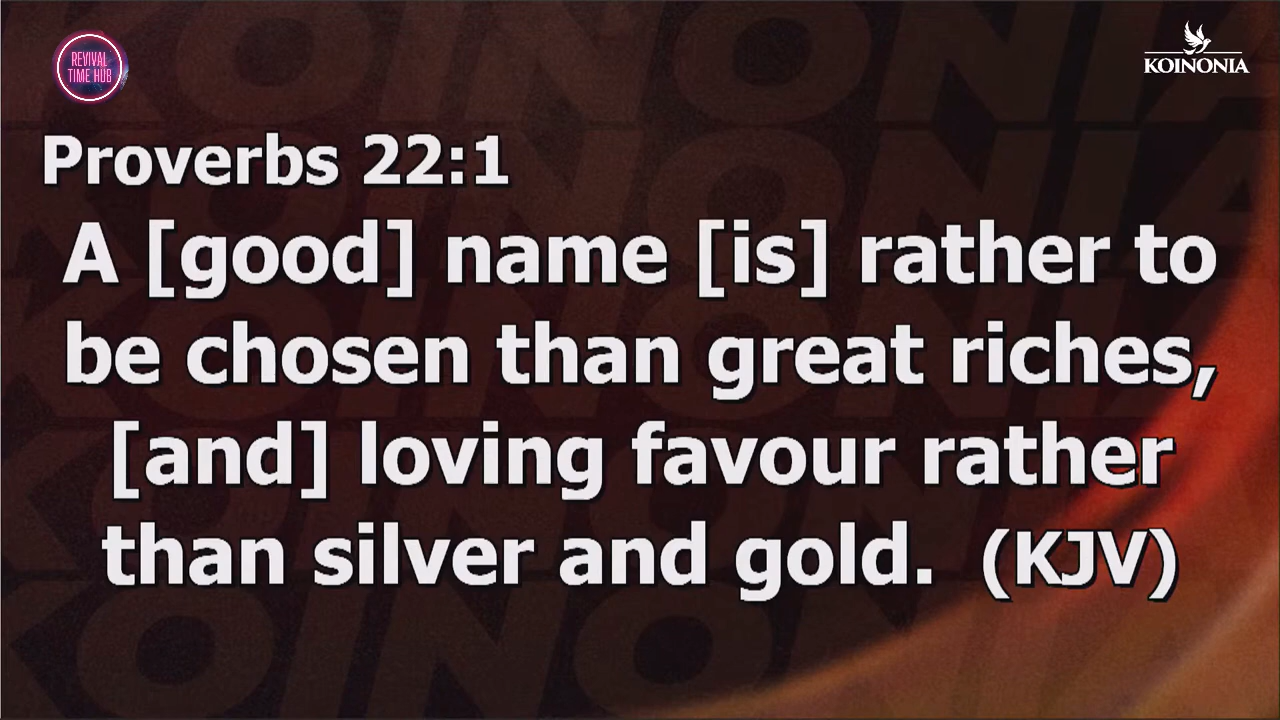 REVIVAL
TIME HUB
KOINONIA
Proverbs 22:1
A [good] name [is] rather to
be chosen than great riches,
[and] loving favour rather
than silver and gold.  (KJV)